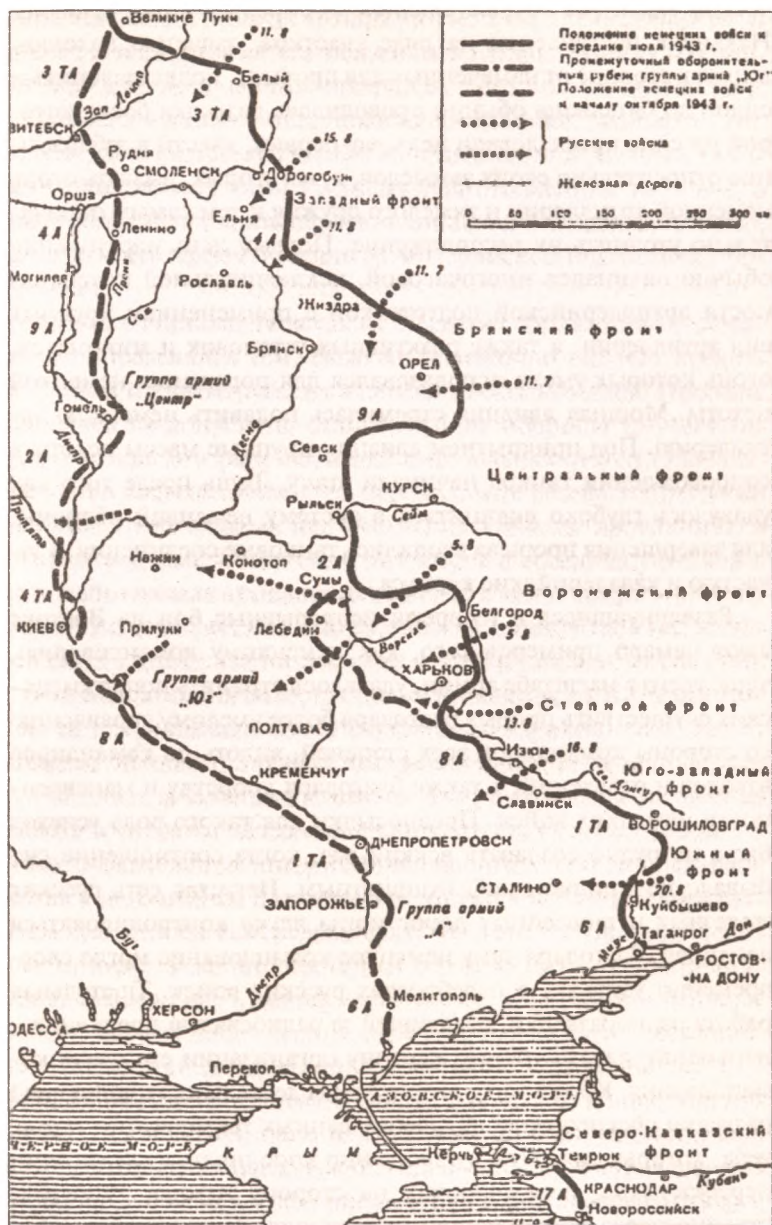 Положение немецких войск к
середине июля 1943 г.
Промежуточный оборонитель-
ный рубеж группы армий „Юг“
Положение немецких войск
к началу октября 1943 г.
Русские войска
Железная дорога
0 50 100 150 200 250 300 км
Великие Луки
11. 8
3 ТА
Белый
Зап. Двина
3 ТА
ВИТЕБСК
15. 8
Рудня
СМОЛЕНСК
Дорогобуж
Орша
Ельня
Западный фронт
4 А
Ленино
11. 8
Могилев
Рославль
Жиздра
11. 7
9 А
Брянск
Брянский фронт
ОРЕЛ
Группа армий
„Центр“
11.
Гомель
9 А
Днепр
Десна
Севск
2 А
КУРСК
Центральный фронт
Сейм
Рыльск
Припять
Нежин
Конотоп
2 А
5. 8
Сумы
Воронежский фронт
4 ТА
Белгород
КИЕВ
Прилуки
Лебедин
Ворскла
5. 8
Группа армий
„Юг“
ХАРЬКОВ
Степной фронт
13. 8
8 А
ПОЛТАВА
Изюм
16. 8
КРЕМЕНЧУГ
8 А
Юго-западный
фронт
Славянск
1 ТА
ВОРОШИЛОВГРАД
ДНЕПРОПЕТРОВСК
1 ТА
Южный
фронт
СТАЛИНО
20. 8
ЗАПОРОЖЬЕ
Куйбышево
Группа армий
„А“
6 А
Таганрог
Дон
Миус
РОСТОВ-
НА ДОНУ
Буг
ХЕРСОН
Мелитополь
6 А
ОДЕССА
Перекоп
АЗОВСКОЕ МОРЕ
ЧЕРНОЕ МОРЕ
КРЫМ
Керчь
Северо-Кавказский
фронт
Темрюк
Кубань
КРАСНОДАР
17 А
Новороссийск